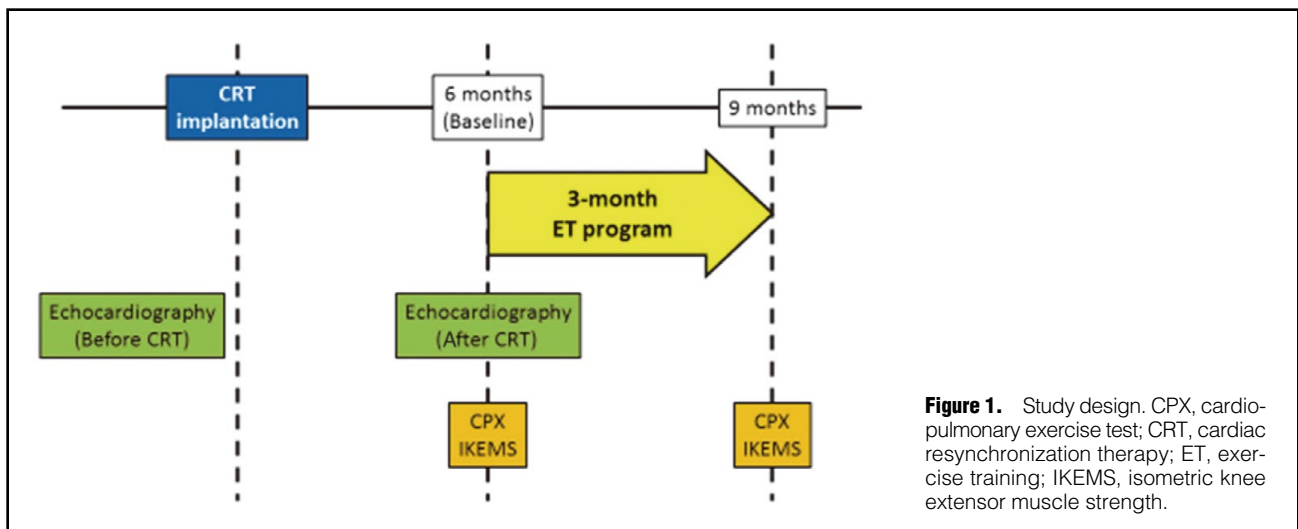 CRT
implantation
6 months
(Baseline)
9 months
3-month
ET program
Echocardiography
(Before CRT)
Echocardiography
(After CRT)
CPX
IKEMS
CPX
IKEMS
Figure 1. Study design. CPX, cardio-
pulmonary exercise test; CRT, cardiac
resynchronization therapy; ET, exer-
cise training; IKEMS, isometric knee
extensor muscle strength.